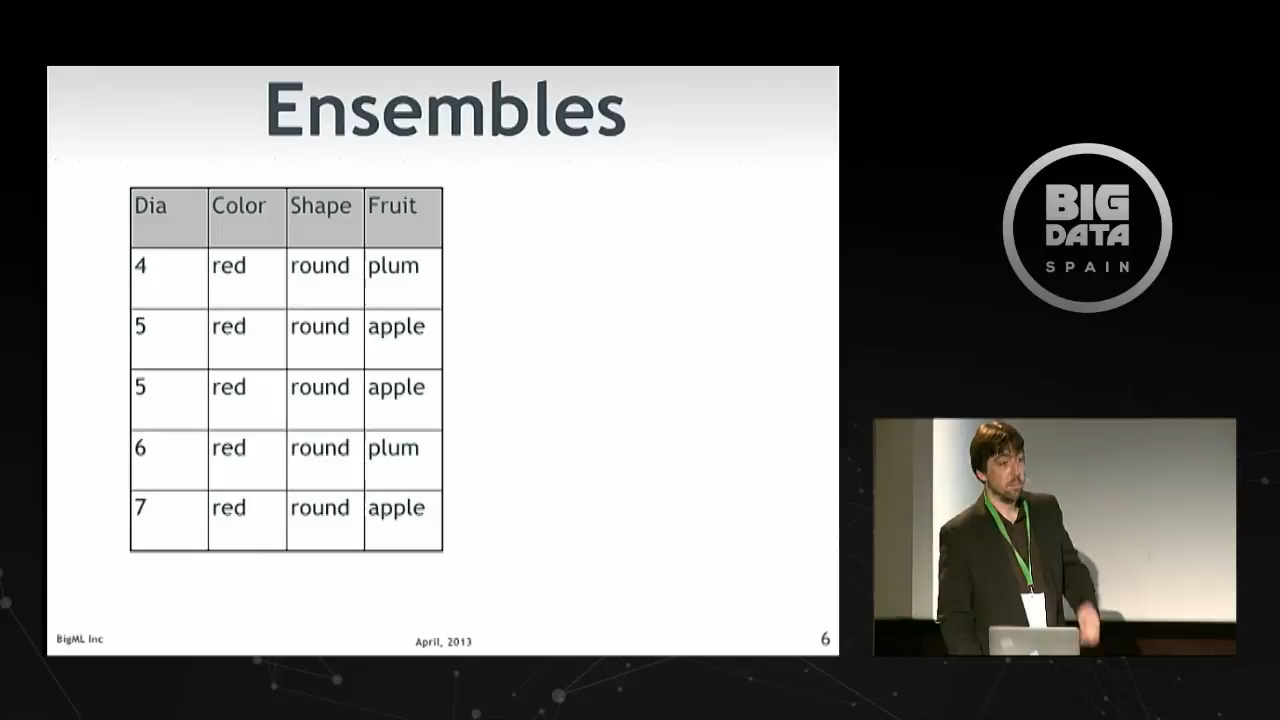 Ensembles
Dia Color Shape Fruit
4 red round plum
5 red round apple
5 red round apple
6 red round plum
7 red round apple
BigML Inc April, 2013 6
BIG
DATA
SPAIN